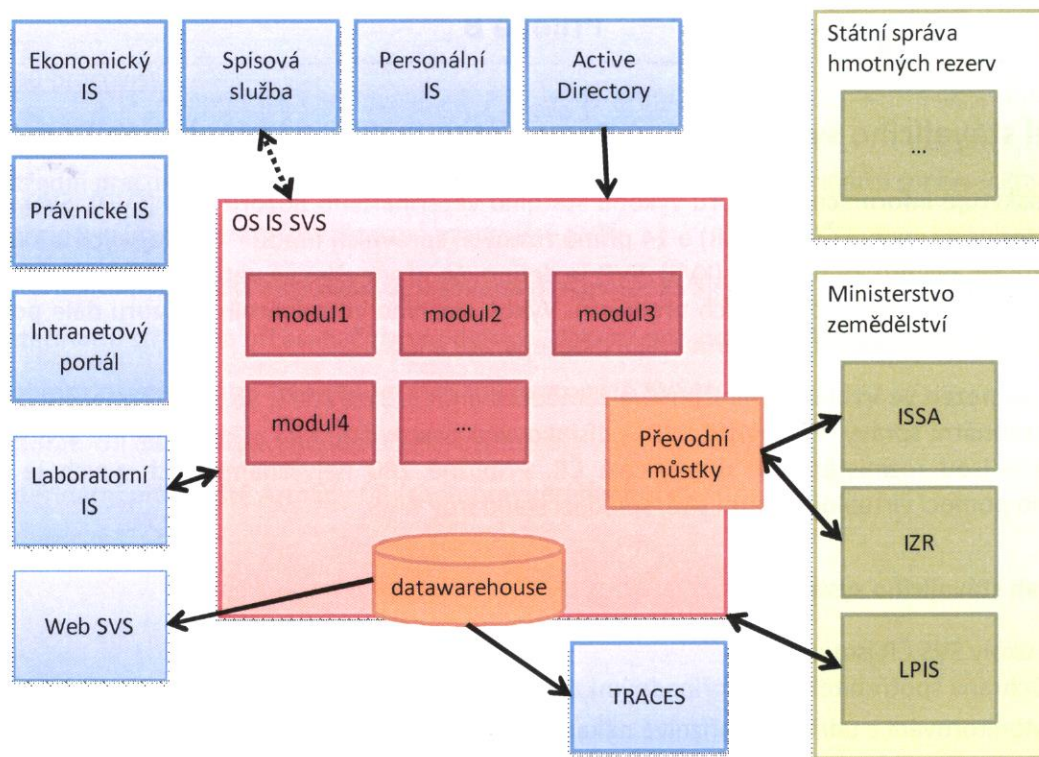 Ekonomický
IS
Spisová
služba
Personální
IS
Active
Directory
Státní správa
hmotných rezerv
...
Právnické IS
OS IS SVS
modul1
modul2
modul3
Intranetový
portál
Ministerstvo
zemědělství
modul4
...
Převodní
můstky
ISSA
Laboratorní
IS
IZR
datawarehouse
Web SVS
LPIS
TRACES